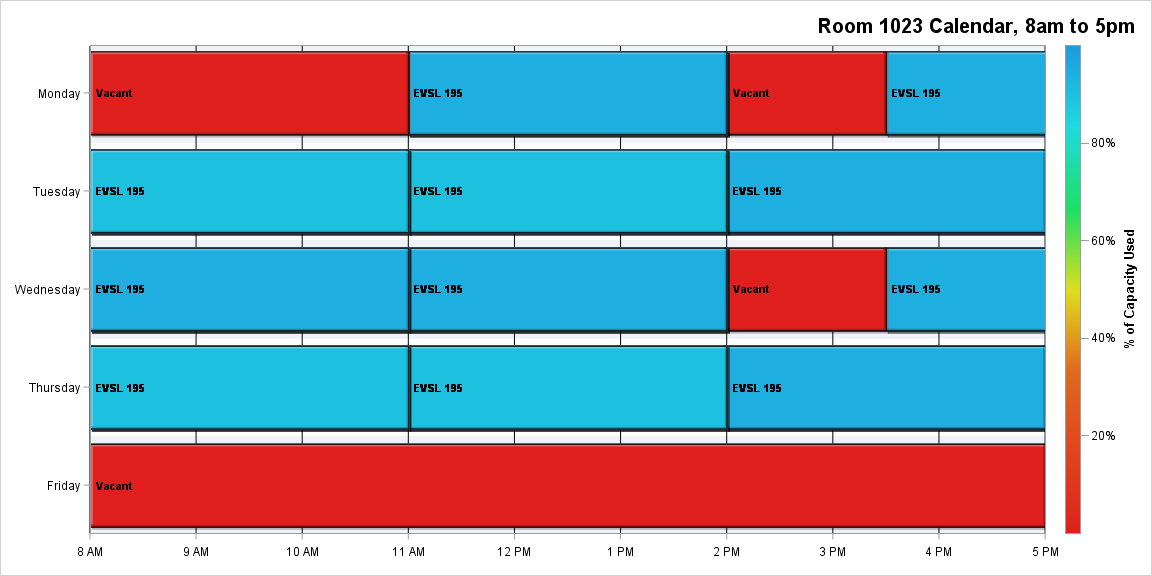 Room 1023 Calendar, 8am to 5pm
Monday
Vacant
EVSL 195
Vacant
EVSL 195
Tuesday
EVSL 195
EVSL 195
EVSL 195
Wednesday
EVSL 195
EVSL 195
Vacant
EVSL 195
Thursday
EVSL 195
EVSL 195
EVSL 195
Friday
Vacant
8 AM
9 AM
10 AM
11 AM
12 PM
1 PM
2 PM
3 PM
4 PM
5 PM
80%
60%
40%
20%
% of Capacity Used